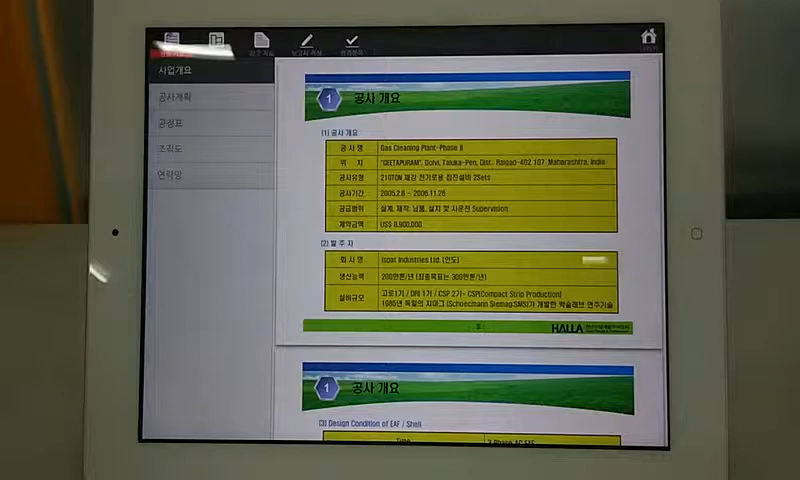 사업개요
공사계획
공정표
조직도
연락망
1 공사 개요
(1) 공사 개요
공 사 명 Gas Cleaning Plant-Phase II
위 치 "GEETAPURAM", Dolvi, Taluka-Pen, Dist. Raigad-402 107, Maharashtra, India
공사유형 210TON 제강 전기로용 집진설비 2Sets
공사기간 2005.2.6 ~ 2006.11.26
공급범위 설계, 제작, 납품, 설치 및 시운전 Supervision
계약금액 US$ 8,900,000
(2) 발 주 자
회 사 명 Ispat Industries Ltd. (인도)
생산능력 200만톤/년 (최종목표는 300만톤/년)
설비규모 고로1기 / DRI 1기 / CSP 2기- CSP(Compact Strip Production)
1985년 독일의 지마그 (Schoecmann Siemag:SMS)가 개발한 박슬래브 연주기술
- 3 -
HALLA
1 공사 개요
(3) Design Condition of EAF / Shell
Type 3 Phase AC EAF